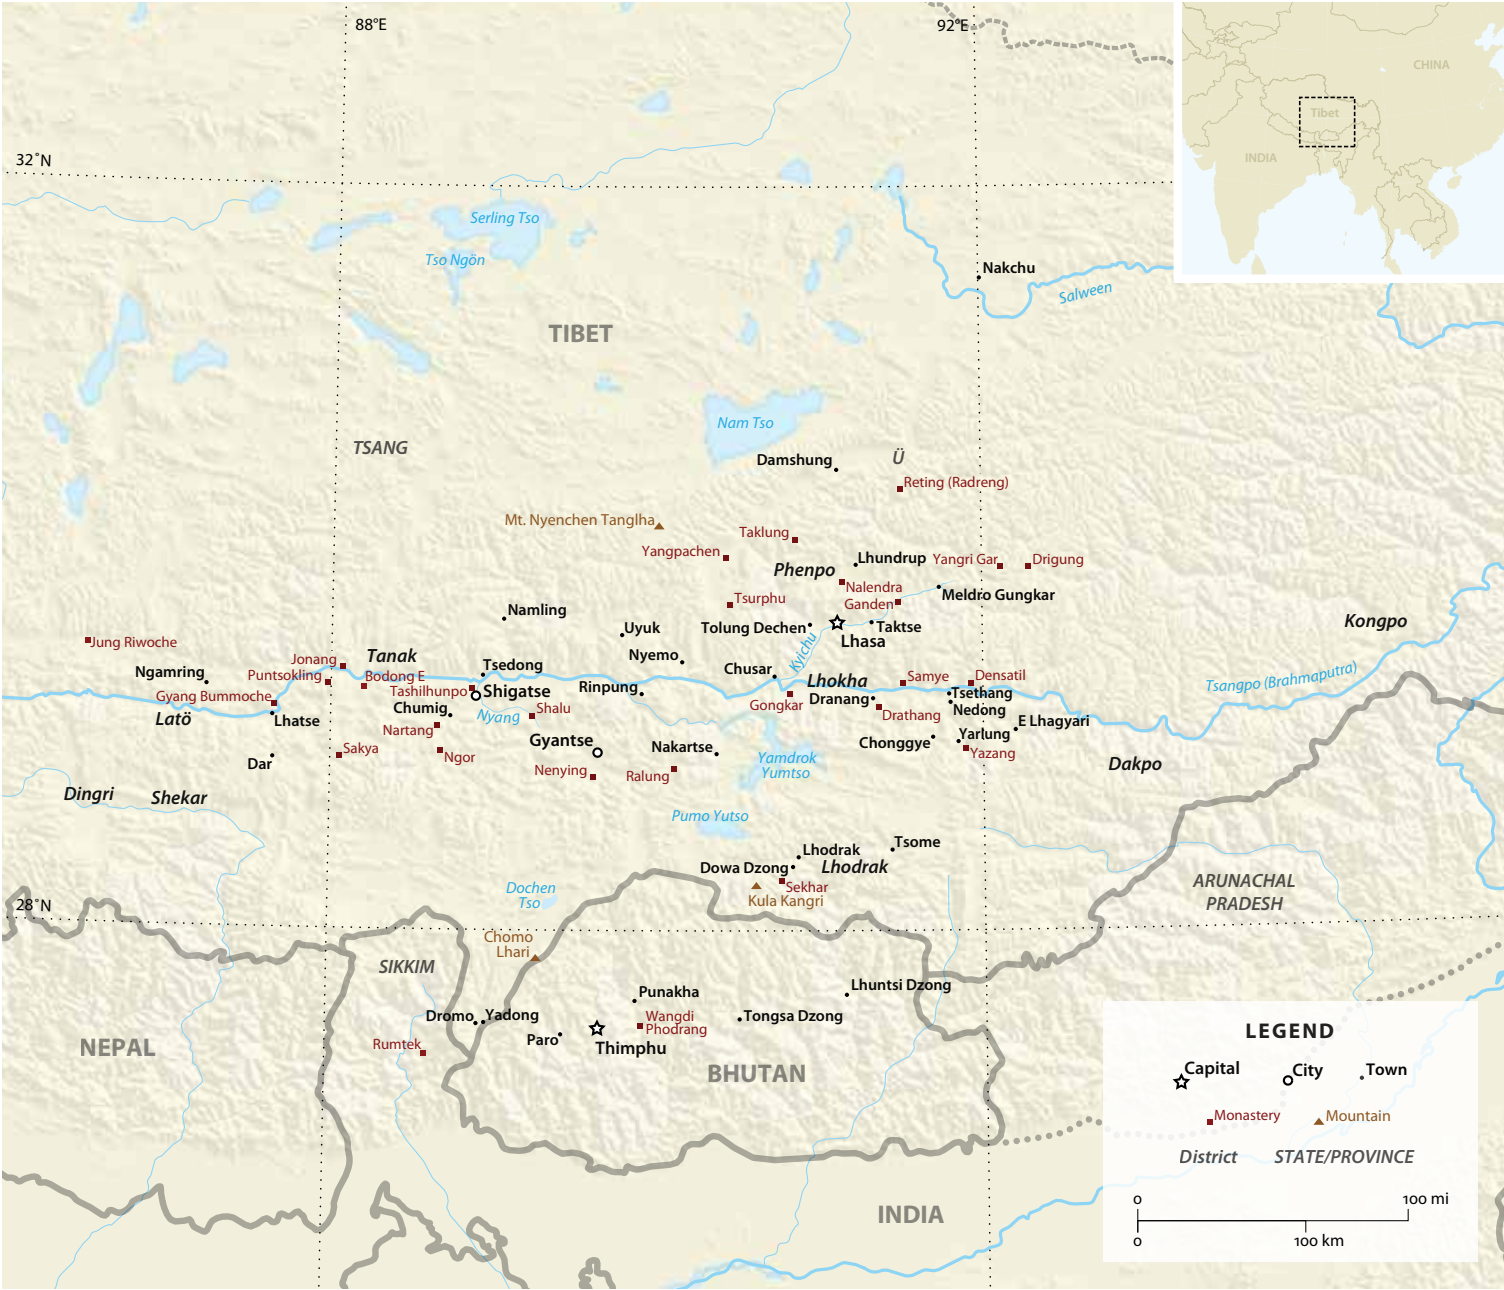 88°E
92°E
CHINA
Tibet
INDIA
32°N
Serling Tso
Tso Ngön
Nakchu
Salween
TIBET
Nam Tso
TSANG
Ü
Damshung
Reting (Radreng)
Mt. Nyenchen Tanglha
Taklung
Yangpachen
Lhundrup
Yangri Gar
Drigung
Phenpo
Nalendra
Meldro Gungkar
Tsurphu
Ganden
Namling
Kongpo
Uyuk
Tolung Dechen
Taktse
Lhasa
Jung Riwoche
Kyichu
Jonang
Tanak
Nyemo
Tsedong
Ngamring
Puntsokling
Bodong E
Chusar
Samye
Densatil
Tsangpo (Brahmaputra)
Gyang Bummoche
Tashilhunpo
Shigatse
Rinpung
Lhokha
Tsethang
Latö
Lhatse
Chumig
Nyang
Shalu
Gongkar
Dranang
Drathang
Nedong
E Lhagyari
Nartang
Gyantse
Nakartse
Chonggye
Yarlung
Sakya
Ngor
Yamdrok
Yumtso
Yazang
Dar
Nenying
Ralung
Dakpo
Dingri
Shekar
Pumo Yutso
Lhodrak
Tsome
Dowa Dzong
Lhodrak
Dochen
Tso
Sekhar
Kula Kangri
ARUNACHAL
PRADESH
28°N
Chomo
Lhari
SIKKIM
Lhuntsi Dzong
Punakha
Dromo
Yadong
Wangdi
Phodrang
Tongsa Dzong
Paro
Thimphu
Rumtek
NEPAL
BHUTAN
INDIA
LEGEND
Capital
City
Town
Monastery
Mountain
District
STATE/PROVINCE
0
100 mi
0
100 km